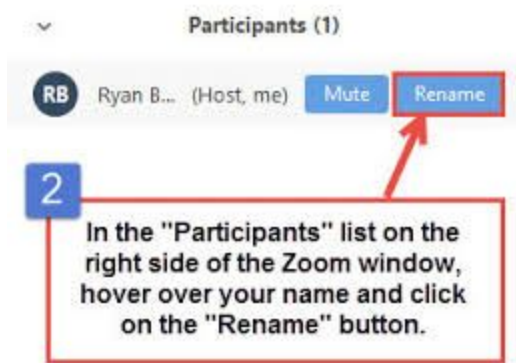 Participants (1)
RB Ryan B... (Host, me) Mute Rename
2
In the "Participants" list on the
right side of the Zoom window,
hover over your name and click
on the "Rename" button.